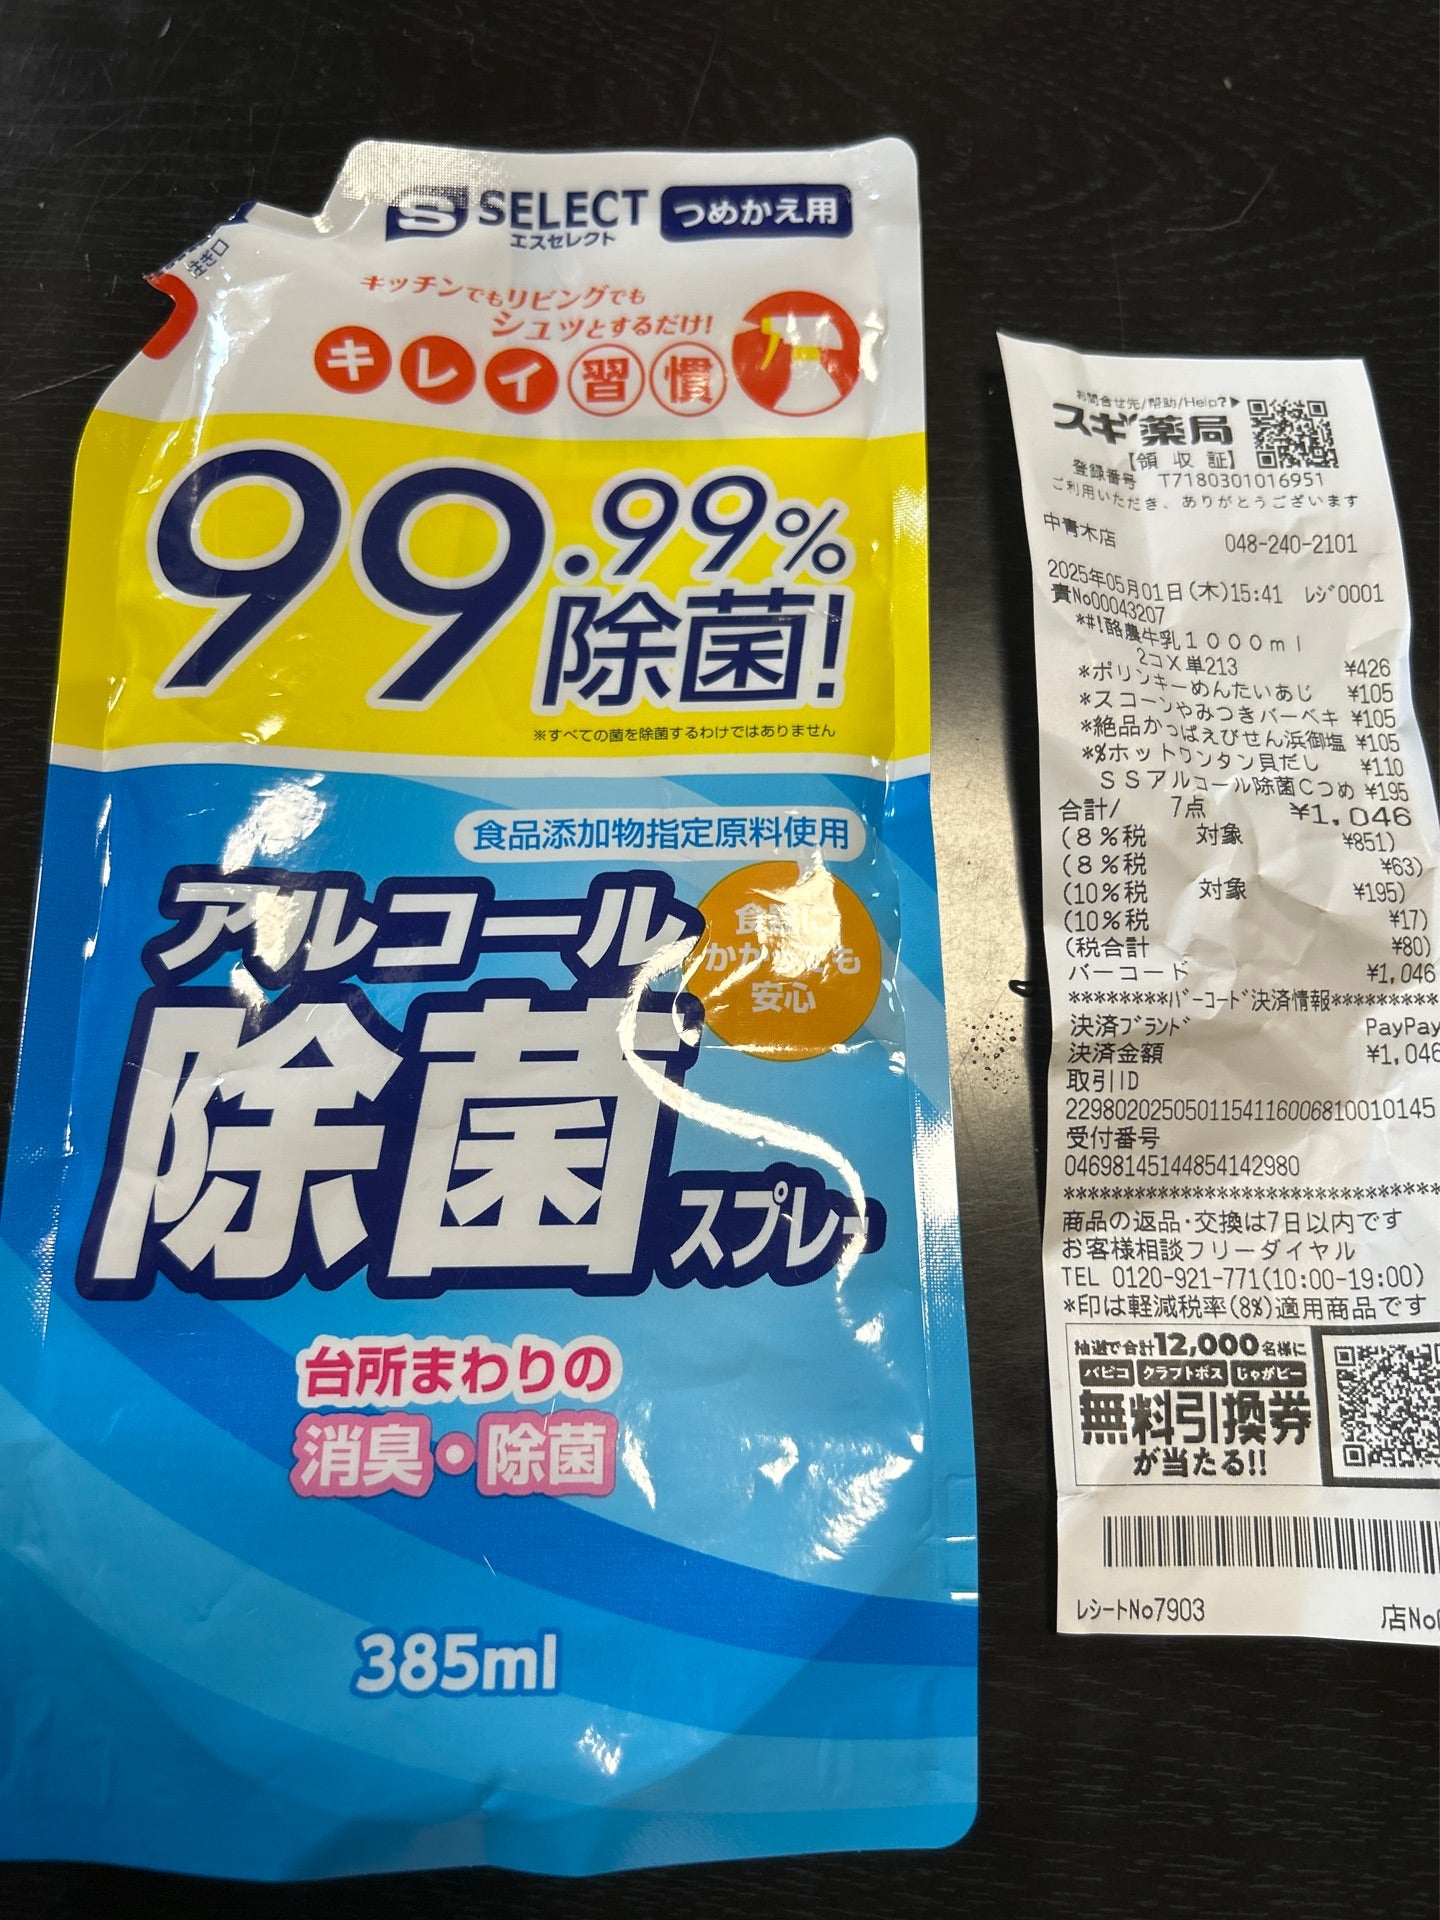 S SELECT つめかえ用
エスセレクト
キッチンでもリビングでも
シュッとするだけ!
キレイ習慣
99.99%
除菌!
※すべての菌を除菌するわけではありません
食品添加物指定原料使用
アルコール
除菌スプレー
食品に
かかっても
安心
台所まわりの
消臭・除菌
385ml
お問合せ先/帮助/Help?▶
スギ薬局
【領 収 証】
登録番号 T7180301016951
ご利用いただき、ありがとうございます
中青木店 048-240-2101
2025年05月01日(木)15:41 レジ0001
責No00043207
*#!酪農牛乳1000ml
2コX単213 ¥426
*ポリンキーめんたいあじ ¥105
*スコーンやみつきバーベキ ¥105
*絶品かっぱえびせん浜御塩 ¥105
*%ホットワンタン貝だし ¥110
SSアルコール除菌Cつめ ¥195
合計/ 7点 ¥1,046
(8%税 対象 ¥851)
(8%税 ¥63)
(10%税 対象 ¥195)
(10%税 ¥17)
(税合計 ¥80)
バーコード ¥1,046
********バーコード決済情報*********
決済ブランド PayPay
決済金額 ¥1,046
取引ID
2298020250501154116006810010145
受付番号
04698145144854142980
********************************
商品の返品・交換は7日以内です
お客様相談フリーダイヤル
TEL 0120-921-771(10:00-19:00)
*印は軽減税率(8%)適用商品です
抽選で合計12,000名様に
パピコ クラフトボス じゃがビー
無料引換券
が当たる!!
レシートNo7903 店No